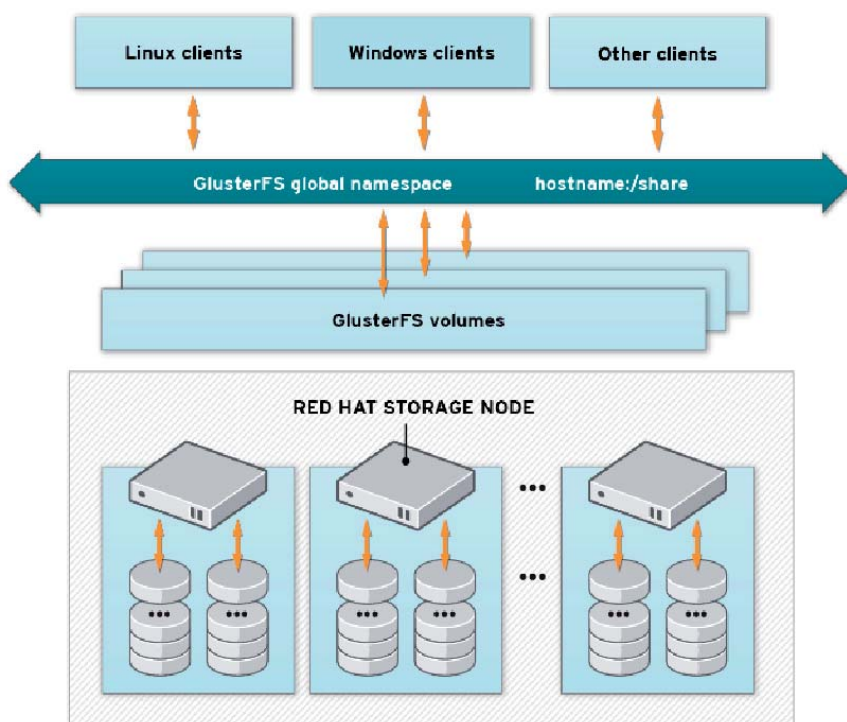 Linux clients
Windows clients
Other clients
GlusterFS global namespace
hostname:/share
GlusterFS volumes
RED HAT STORAGE NODE
•••
•••
••• ••• ••• ••• ••• •••